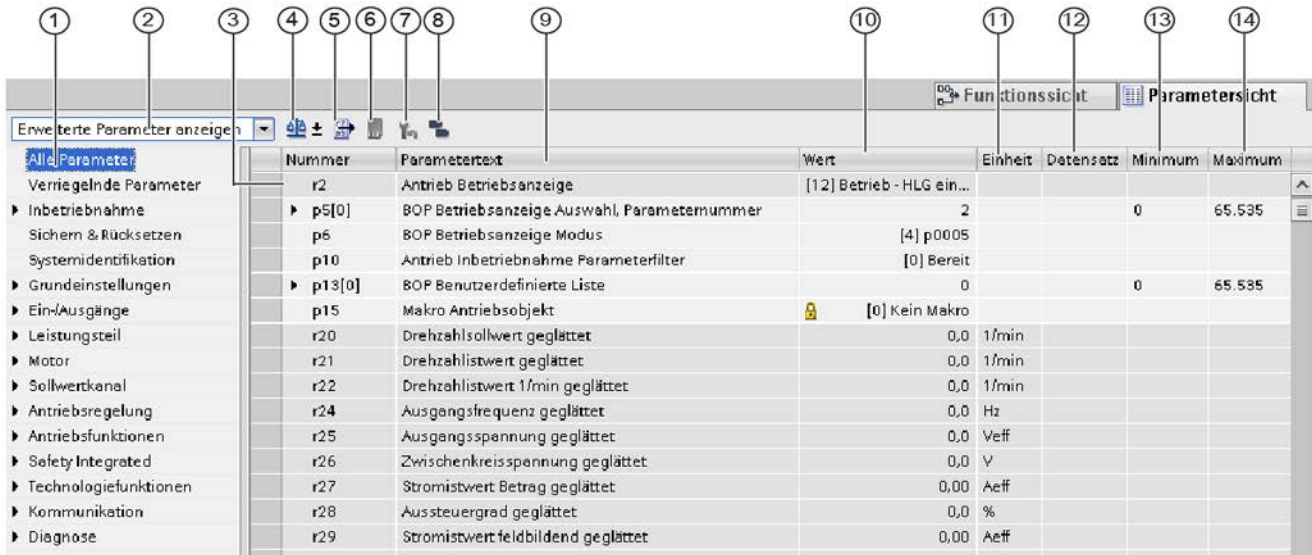 ① ② ③ ④ ⑤ ⑥ ⑦ ⑧ ⑨ ⑩ ⑪ ⑫ ⑬ ⑭
Funktionssicht Parametersicht
Erweiterte Parameter anzeigen ±
Alle Parameter
Verriegelnde Parameter
Inbetriebnahme
Sichern & Rücksetzen
Systemidentifikation
Grundeinstellungen
Ein-/Ausgänge
Leistungsteil
Motor
Sollwertkanal
Antriebsregelung
Antriebsfunktionen
Safety Integrated
Technologiefunktionen
Kommunikation
Diagnose
Nummer Parametertext Wert Einheit Datensatz Minimum Maximum
r2 Antrieb Betriebsanzeige [12] Betrieb - HLG ein...
p5[0] BOP Betriebsanzeige Auswahl, Parameternummer 2 0 65.535
p6 BOP Betriebsanzeige Modus [4] p0005
p10 Antrieb Inbetriebnahme Parameterfilter [0] Bereit
p13[0] BOP Benutzerdefinierte Liste 0 0 65.535
p15 Makro Antriebsobjekt [0] Kein Makro
r20 Drehzahlsollwert geglättet 0,0 1/min
r21 Drehzahlistwert geglättet 0,0 1/min
r22 Drehzahlistwert 1/min geglättet 0,0 1/min
r24 Ausgangsfrequenz geglättet 0,0 Hz
r25 Ausgangsspannung geglättet 0,0 Veff
r26 Zwischenkreisspannung geglättet 0,0 V
r27 Stromistwert Betrag geglättet 0,00 Aeff
r28 Aussteuergrad geglättet 0,0 %
r29 Stromistwert feldbildend geglättet 0,00 Aeff